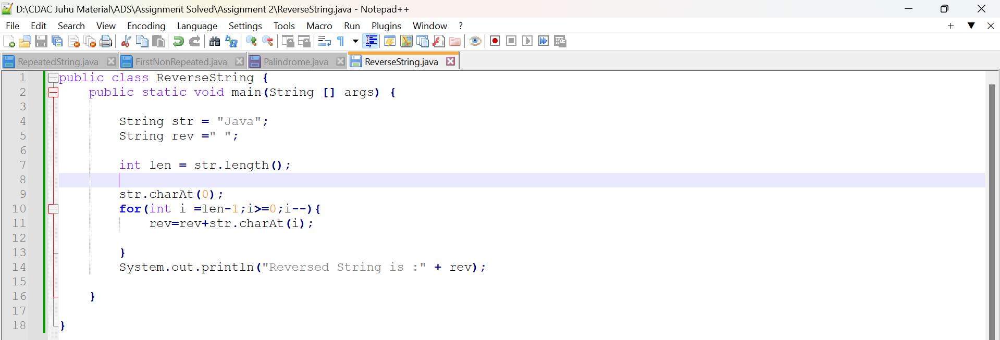 D:\CDAC Juhu Material\ADS\Assignment Solved\Assignment 2\ReverseString.java - Notepad++
File Edit Search View Encoding Language Settings Tools Macro Run Plugins Window ?
RepeatedString.java FirstNonRepeated.java Palindrome.java ReverseString.java
1 public class ReverseString {
2 public static void main(String [] args) {
3
4 String str = "Java";
5 String rev =" ";
6
7 int len = str.length();
8
9 str.charAt(0);
10 for(int i =len-1;i>=0;i--){
11 rev=rev+str.charAt(i);
12
13 }
14 System.out.println("Reversed String is :" + rev);
15
16 }
17
18 }